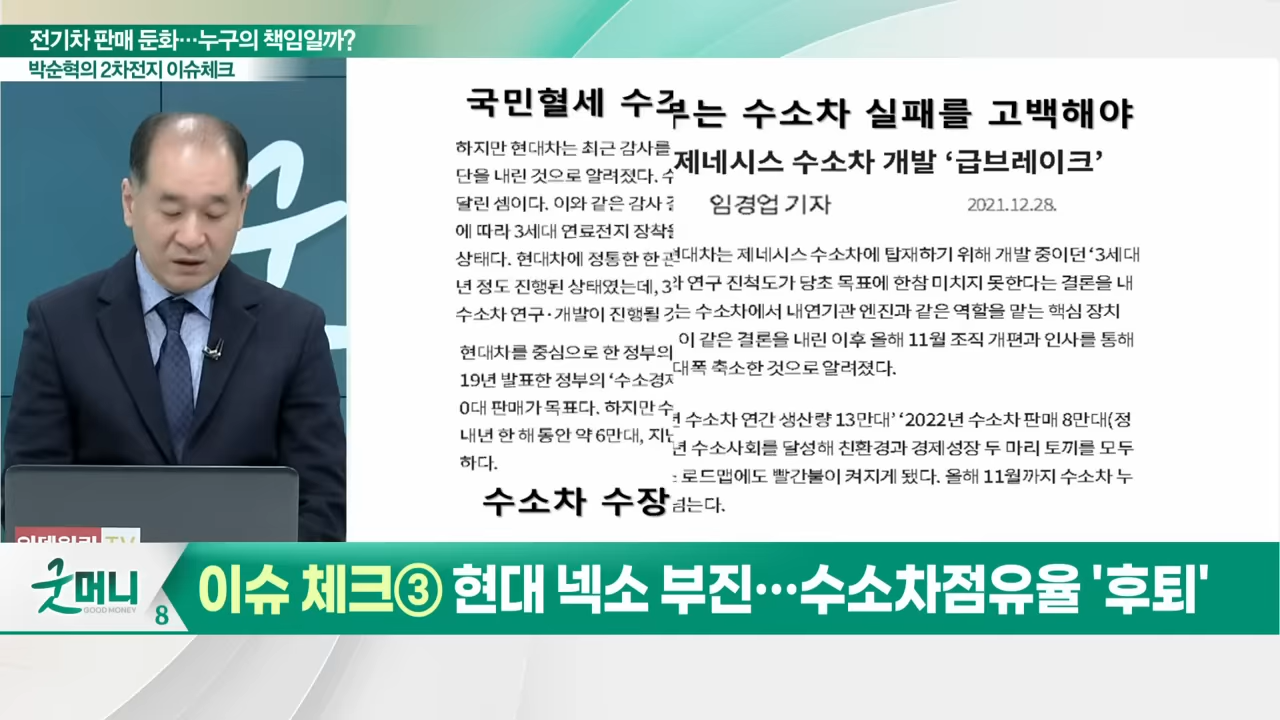 전기차 판매 둔화…누구의 책임일까?
박순혁의 2차전지 이슈체크
국민혈세 수
는 수소차 실패를 고백해야
제네시스 수소차 개발 ‘급브레이크’
임경업 기자
2021.12.28.
하지만 현대차는 최근 감사를
단을 내린 것으로 알려졌다.
달린 셈이다. 이와 같은 감사
에 따라 3세대 연료전지 장착을
상태다. 현대차에 정통한 한
년 정도 진행된 상태였는데,
수소차 연구·개발이 진행될
현대차를 중심으로 한 정부의
19년 발표한 정부의 ‘수소경제
0대 판매가 목표다. 하지만
내년 한 해 동안 약 6만대,
하다.
수소차 수장
현대차는 제네시스 수소차에 탑재하기 위해 개발 중이던 ‘3세대
연구 진척도가 당초 목표에 한참 미치지 못한다는 결론을 내
는 수소차에서 내연기관 엔진과 같은 역할을 맡는 핵심 장치
이 같은 결론을 내린 이후 올해 11월 조직 개편과 인사를 통해
대폭 축소한 것으로 알려졌다.
년 수소차 연간 생산량 13만대’ ‘2022년 수소차 판매 8만대(정
년 수소사회를 달성해 친환경과 경제성장 두 마리 토끼를 모두
로드맵에도 빨간불이 켜지게 됐다. 올해 11월까지 수소차 누
넘는다.
이데일리 TV
굿머니
GOOD MONEY
8
이슈 체크③ 현대 넥쏘 부진…수소차점유율 '후퇴'